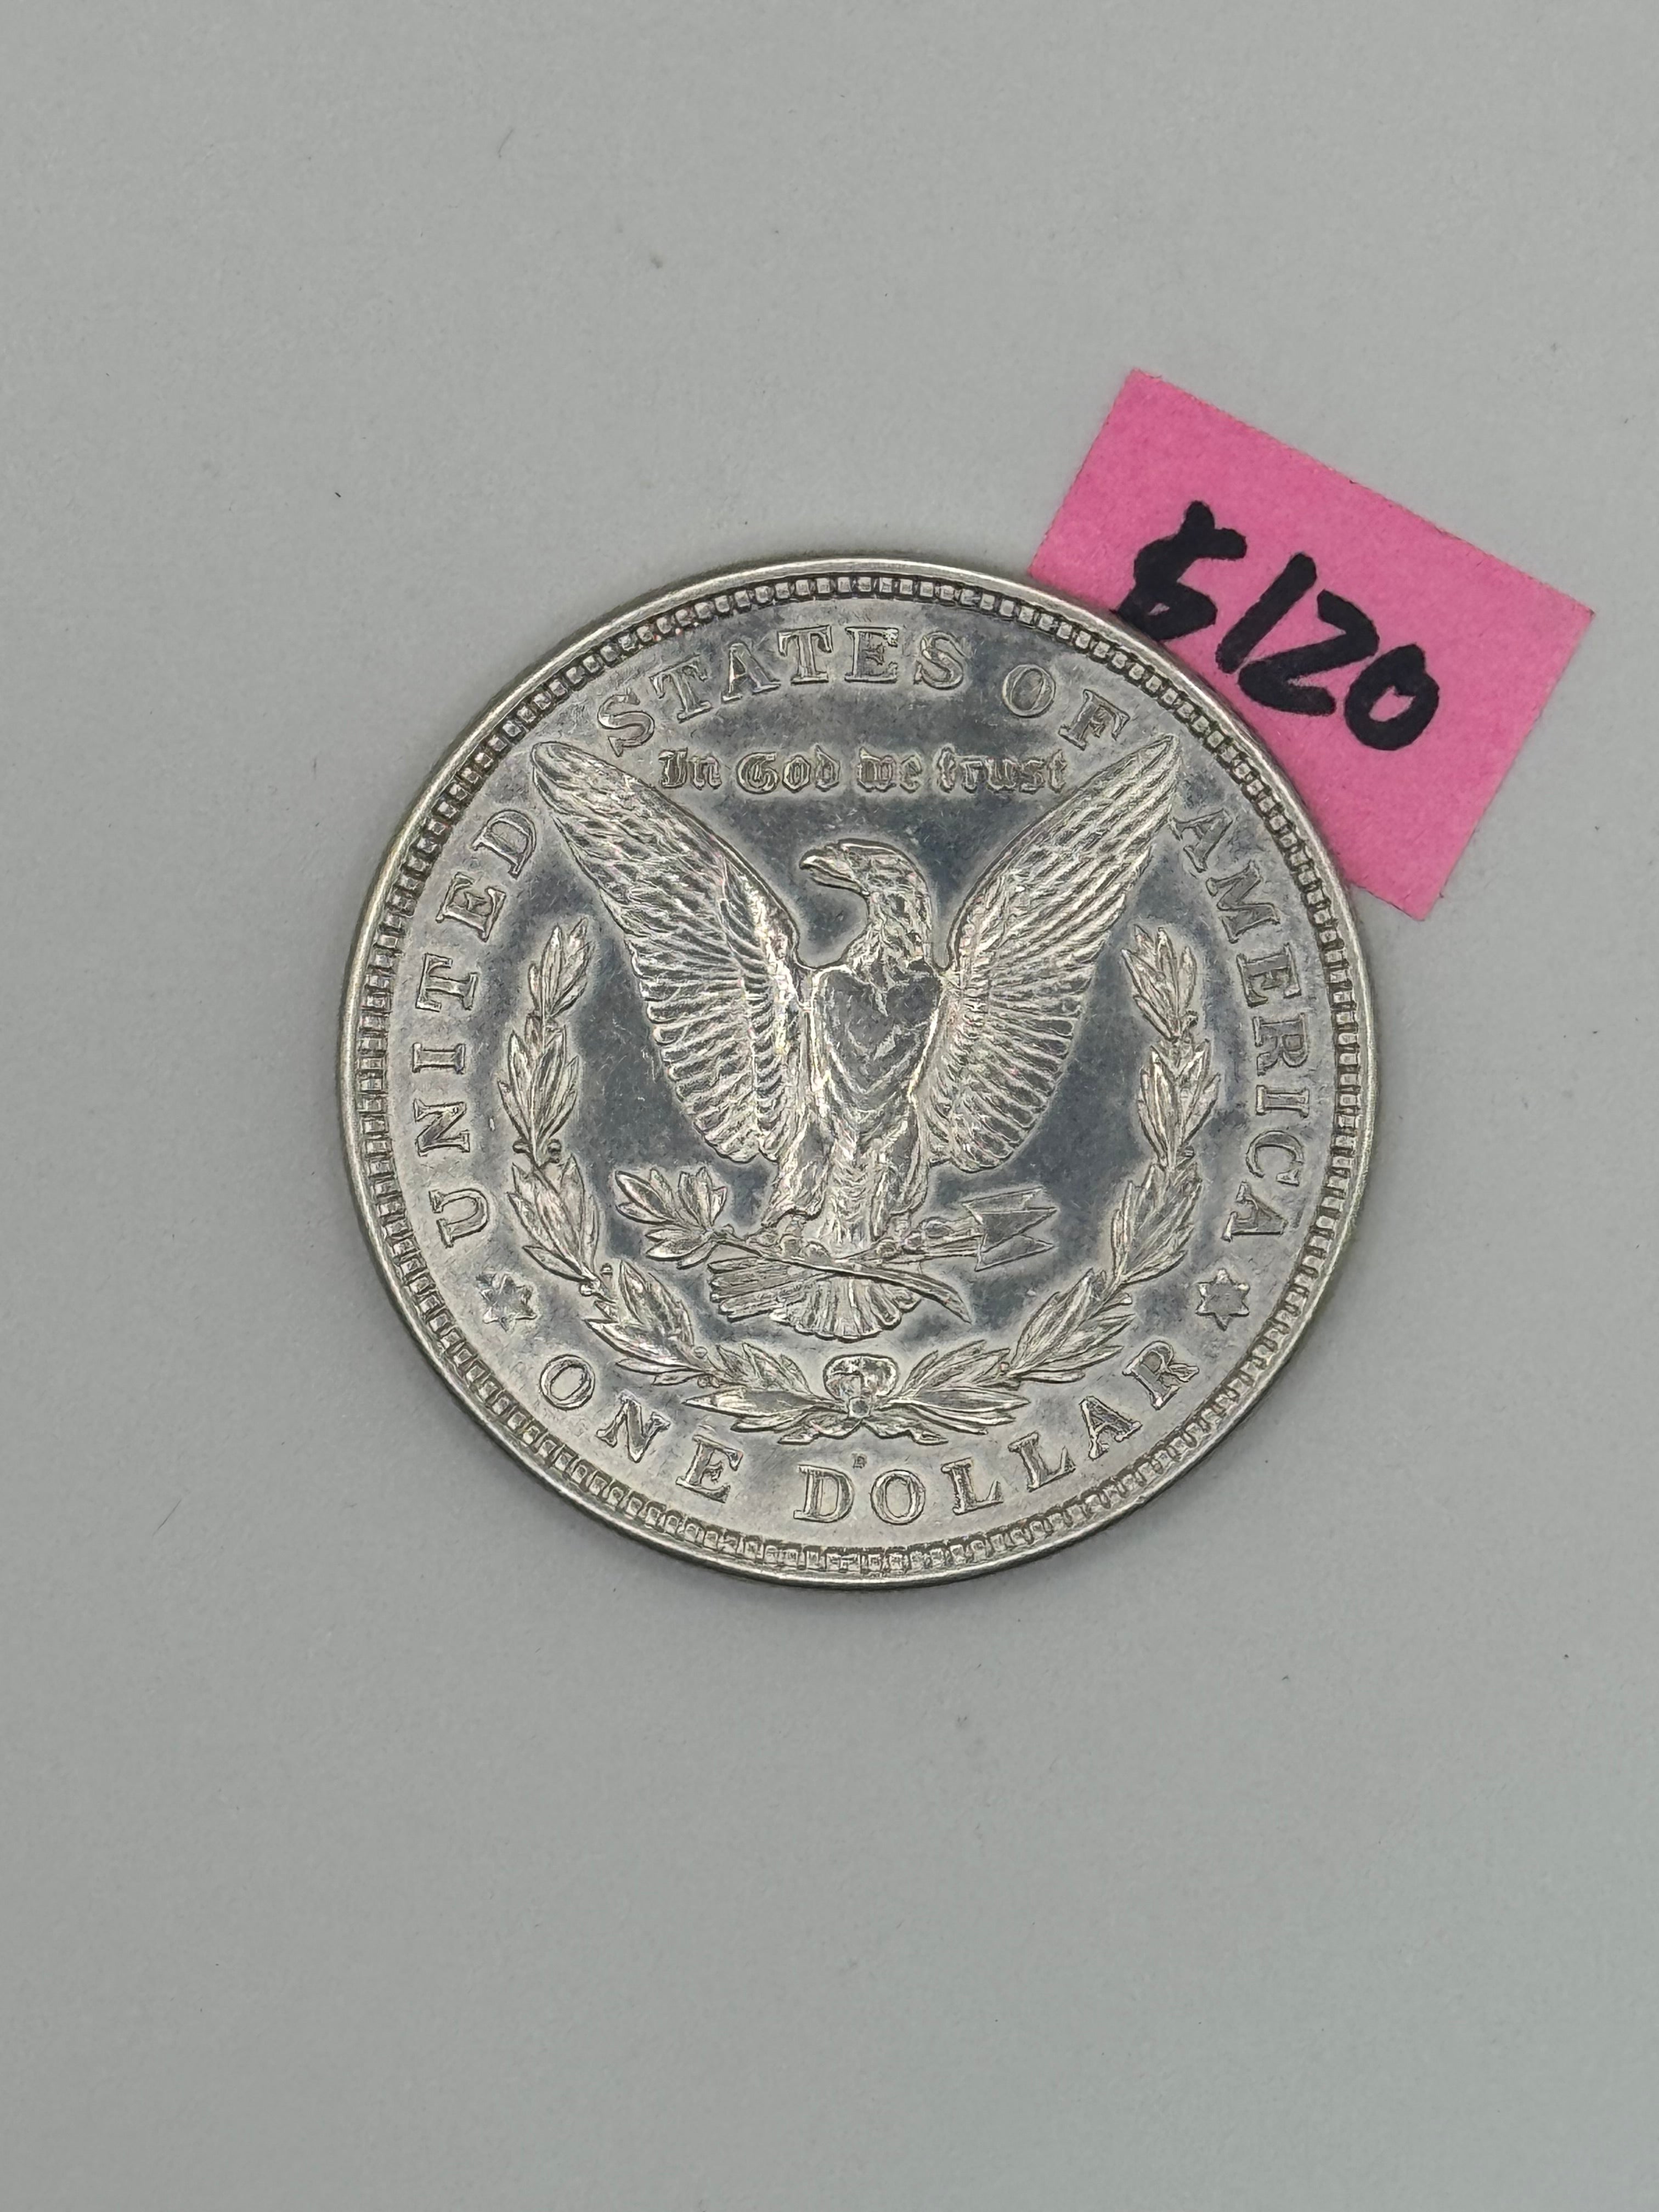 UNITED STATES OF AMERICA
In God we trust
D
ONE DOLLAR
$120